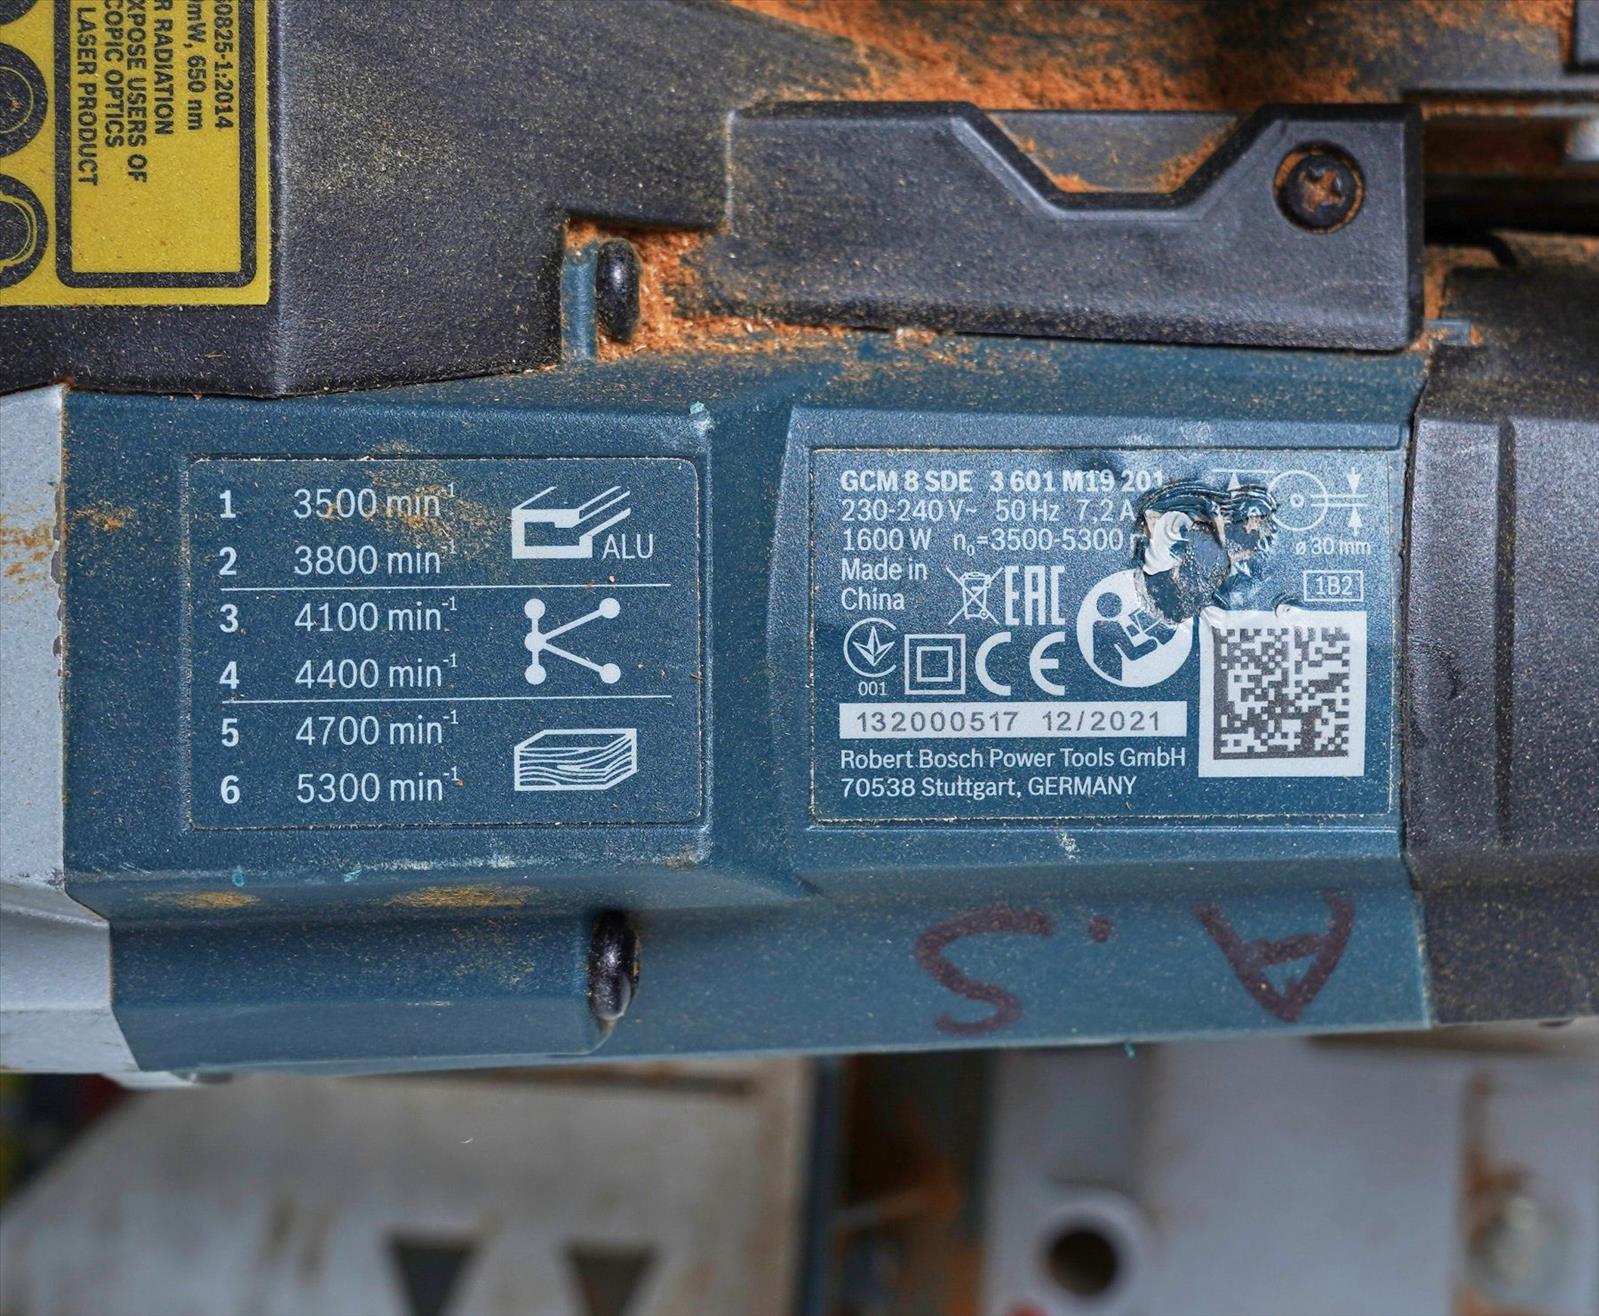 60825-1:2014
mW, 650 nm
R RADIATION
XPOSE USERS OF
COPIC OPTICS
LASER PRODUCT
1 3500 min-1
2 3800 min-1
ALU
3 4100 min-1
4 4400 min-1
5 4700 min-1
6 5300 min-1
GCM 8 SDE 3 601 M19 201
230-240 V~ 50 Hz 7,2 A
1600 W n0=3500-5300
ø 30 mm
Made in
China
EAC
1B2
001
CE
132000517 12/2021
Robert Bosch Power Tools GmbH
70538 Stuttgart, GERMANY
A.S